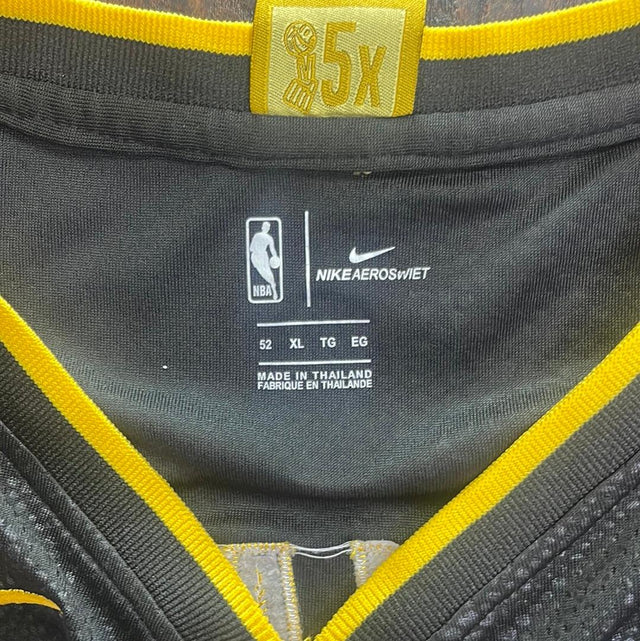 5X
NBA
NIKEAEROSWIET
52 XL TG EG
MADE IN THAILAND
FABRIQUE EN THAILANDE